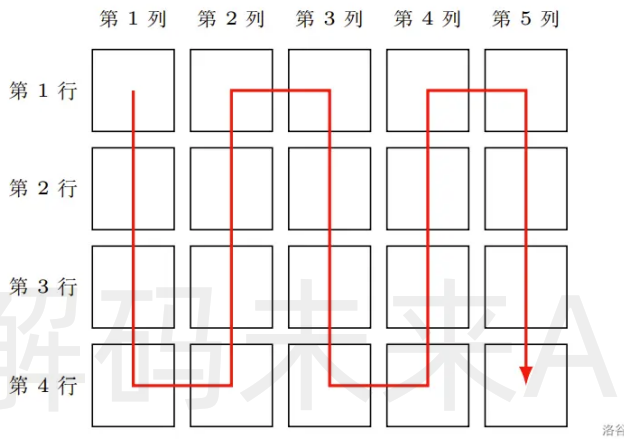 第 1 列 第 2 列 第 3 列 第 4 列 第 5 列
第 1 行
第 2 行
第 3 行
第 4 行
解码未来A
洛谷